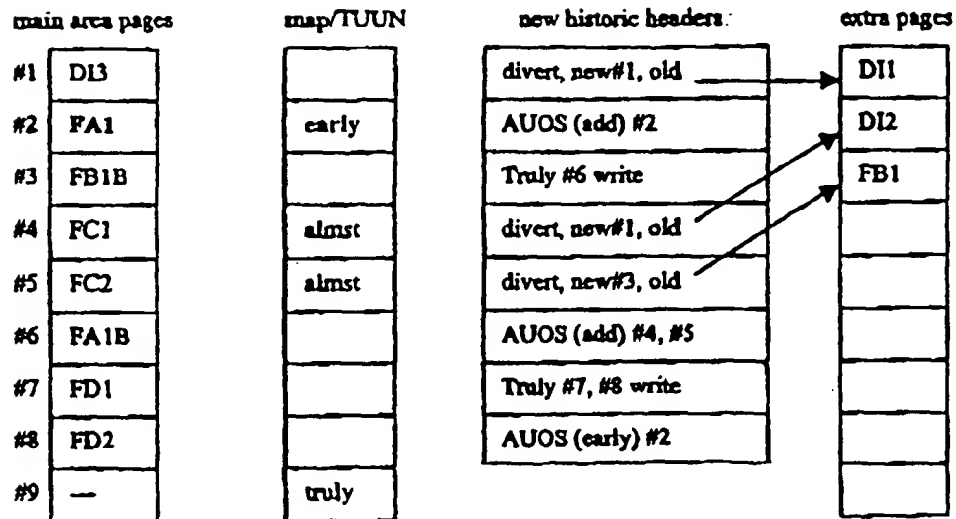 main area pages map/TUUN new historic headers: extra pages
#1 DI3 divert, new#1, old DI1
#2 FA1 early AUOS (add) #2 DI2
#3 FB1B Truly #6 write FB1
#4 FC1 almst divert, new#1, old
#5 FC2 almst divert, new#3, old
#6 FA1B AUOS (add) #4, #5
#7 FD1 Truly #7, #8 write
#8 FD2 AUOS (early) #2
#9 — truly